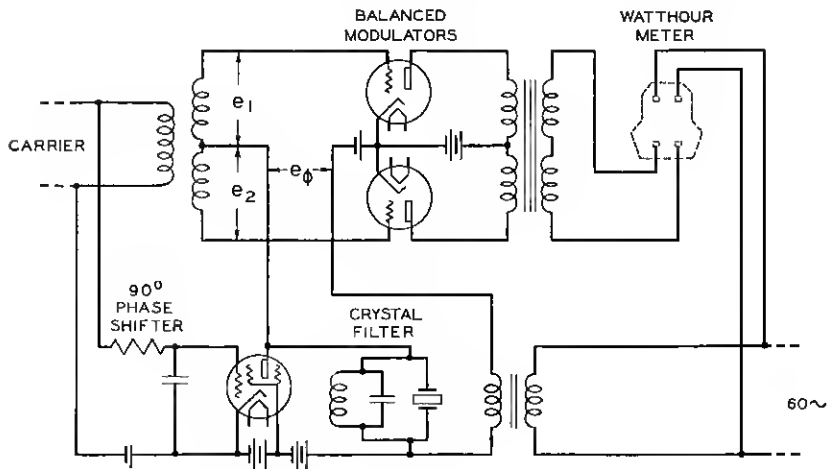 BALANCED
MODULATORS
WATTHOUR
METER
CARRIER
e1
e2
eϕ
90°
PHASE
SHIFTER
CRYSTAL
FILTER
60~